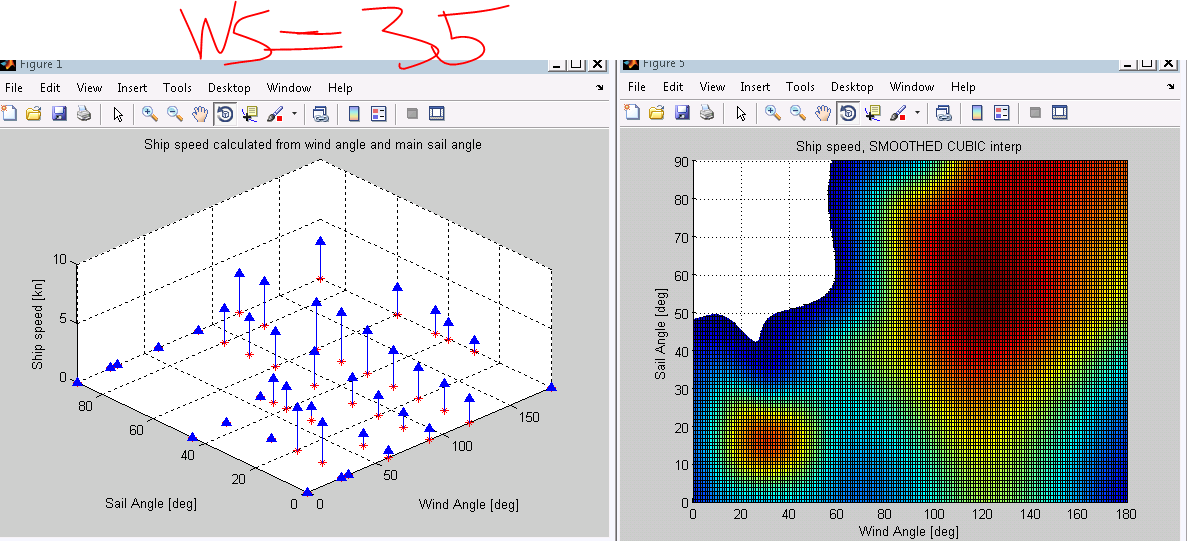 WS= 35
Figure 1
File Edit View Insert Tools Desktop Window Help
Ship speed calculated from wind angle and main sail angle
10
5
0
Ship speed [kn]
80
60
40
20
0
Sail Angle [deg]
0
50
100
150
Wind Angle [deg]
Figure 5
File Edit View Insert Tools Desktop Window Help
Ship speed, SMOOTHED CUBIC interp
90
80
70
60
50
40
30
20
10
0
Sail Angle [deg]
0 20 40 60 80 100 120 140 160 180
Wind Angle [deg]